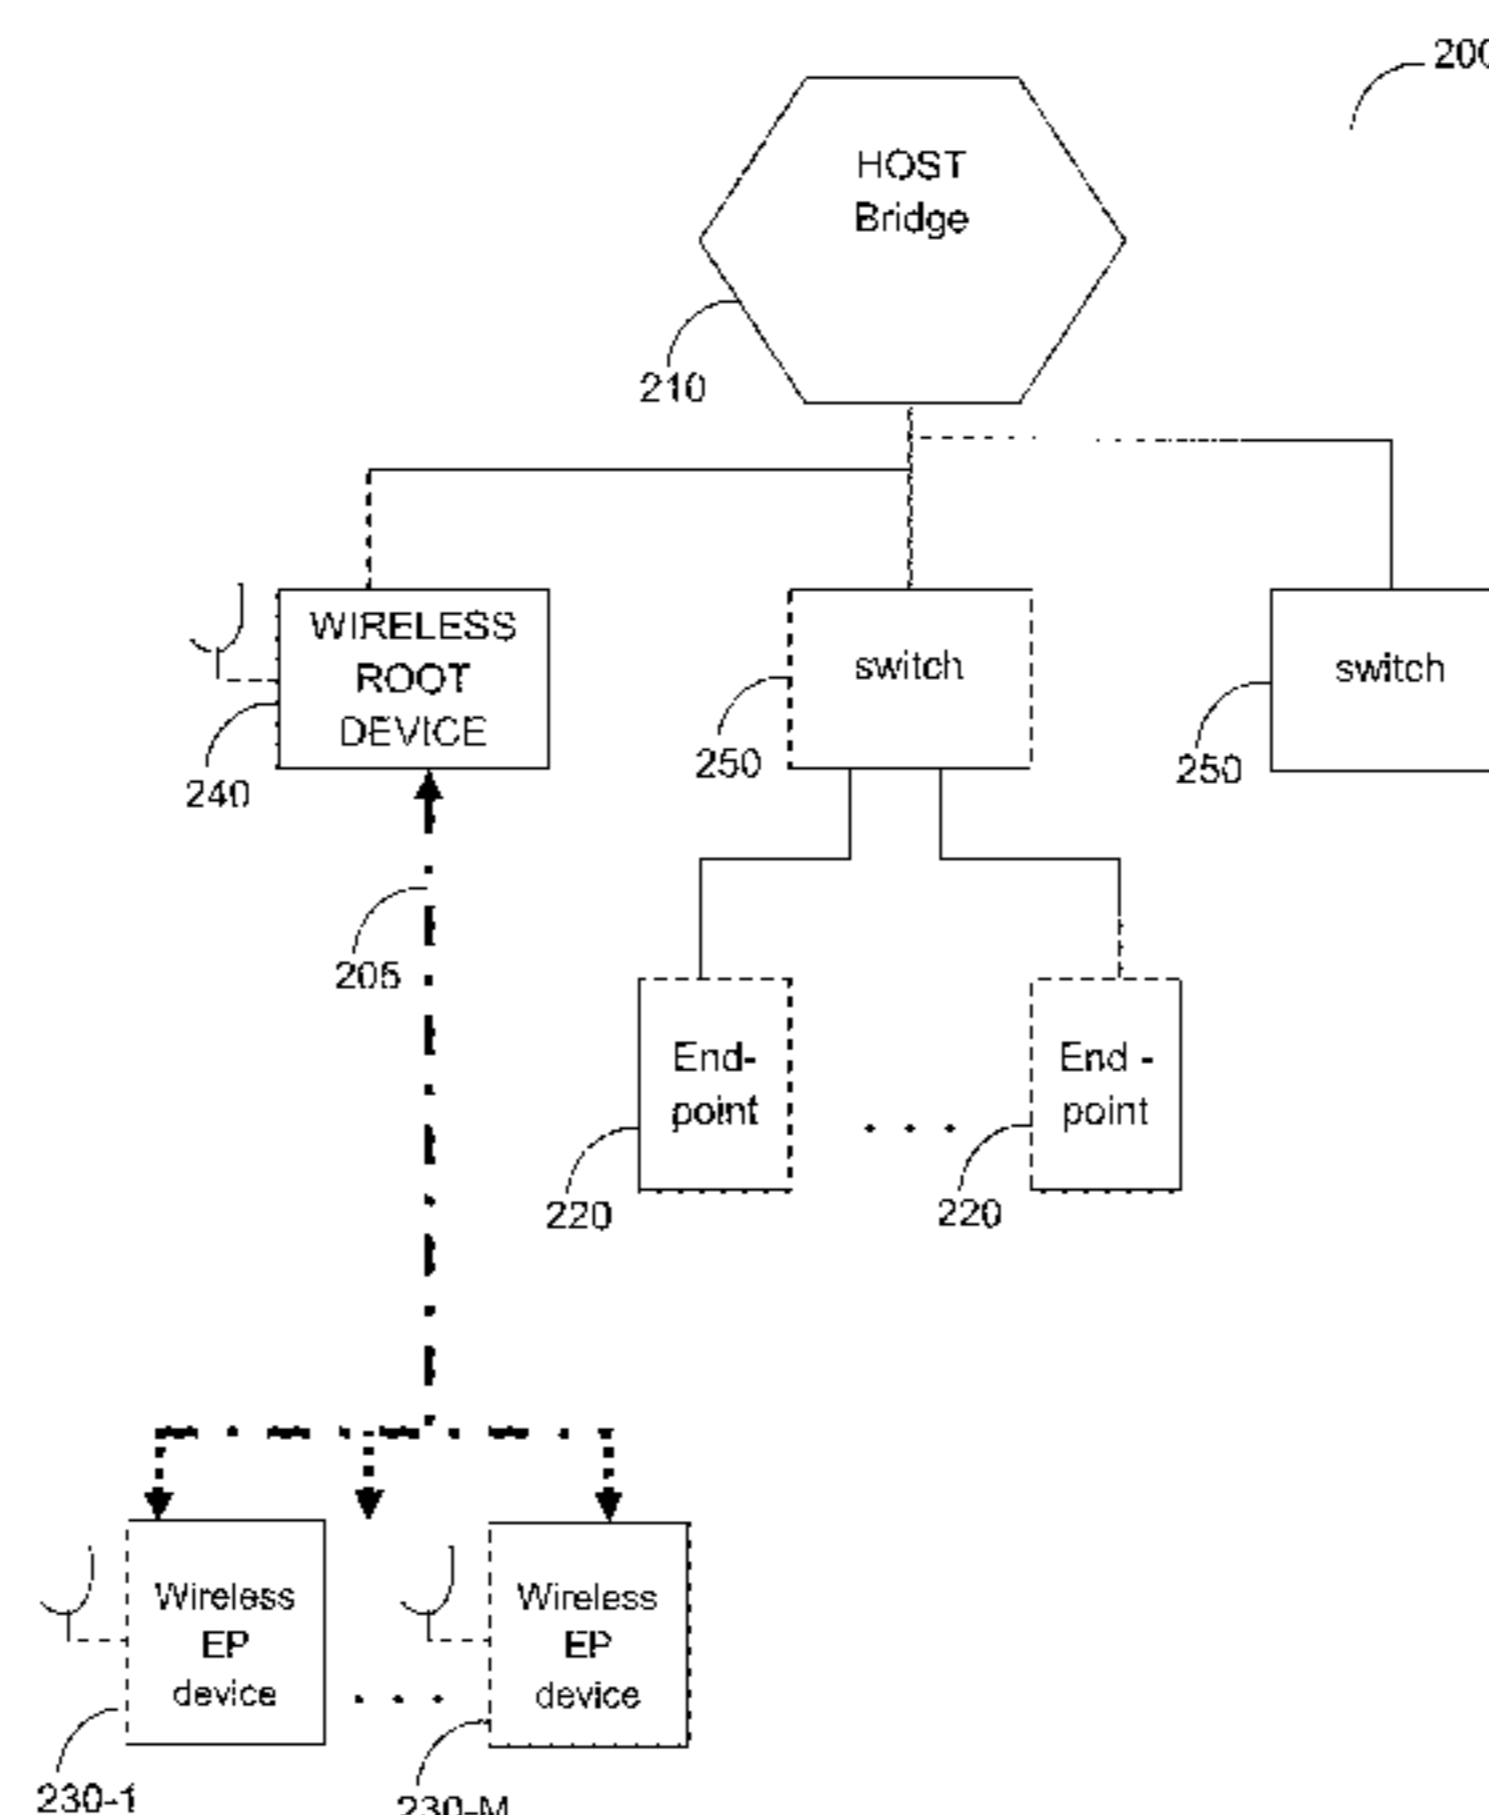 200
HOST
Bridge
210
WIRELESS
ROOT
DEVICE
240
switch
250
switch
250
205
End-
point
220
. . .
End -
point
220
Wireless
EP
device
230-1
. . .
Wireless
EP
device
230-M